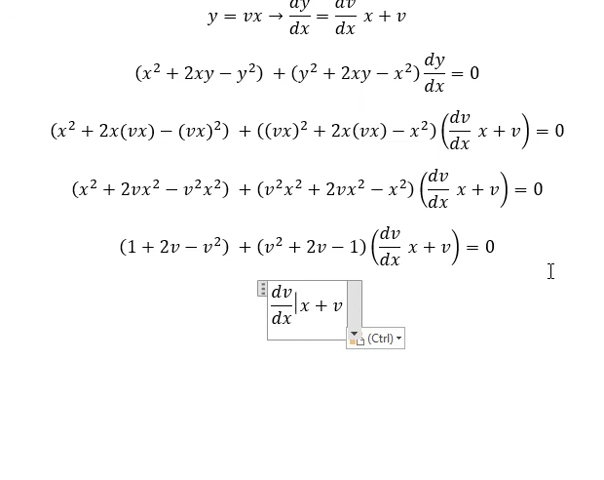 y = vx → dy/dx = dv/dx x + v
(x² + 2xy − y²) + (y² + 2xy − x²) dy/dx = 0
(x² + 2x(vx) − (vx)²) + ((vx)² + 2x(vx) − x²) (dv/dx x + v) = 0
(x² + 2vx² − v²x²) + (v²x² + 2vx² − x²) (dv/dx x + v) = 0
(1 + 2v − v²) + (v² + 2v − 1) (dv/dx x + v) = 0
dv/dx x + v
(Ctrl)